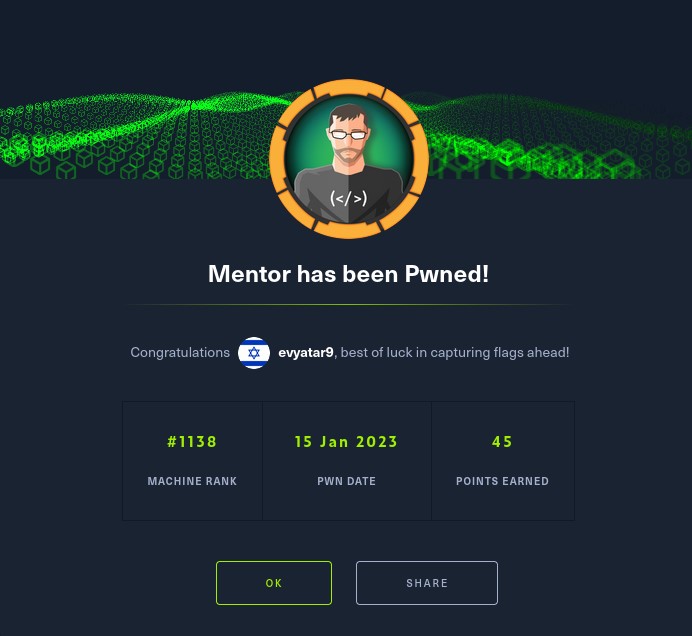 (</>)
Mentor has been Pwned!
Congratulations evyatar9, best of luck in capturing flags ahead!
#1138 15 Jan 2023 45
MACHINE RANK PWN DATE POINTS EARNED
OK SHARE